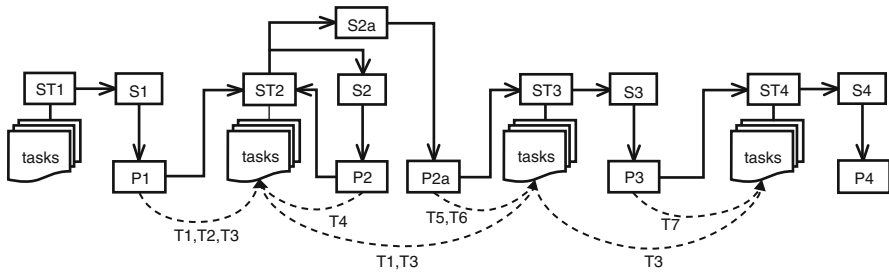 S2a
ST1
S1
ST2
S2
ST3
S3
ST4
S4
tasks
tasks
tasks
tasks
P1
P2
P2a
P3
P4
T1,T2,T3
T4
T5,T6
T7
T1,T3
T3